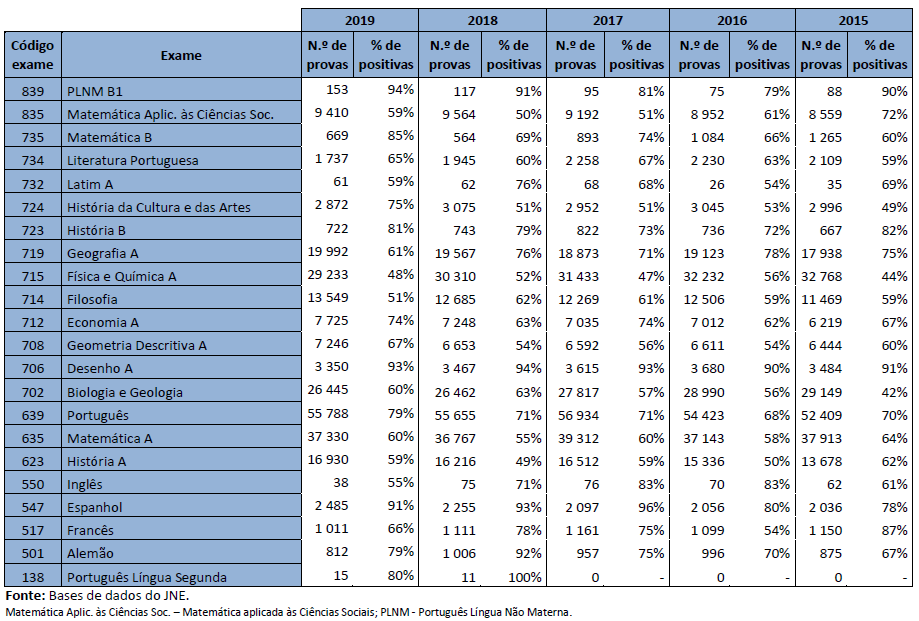 2019 2018 2017 2016 2015
Código exame Exame N.º de provas % de positivas N.º de provas % de positivas N.º de provas % de positivas N.º de provas % de positivas N.º de provas % de positivas
839 PLNM B1 153 94% 117 91% 95 81% 75 79% 88 90%
835 Matemática Aplic. às Ciências Soc. 9 410 59% 9 564 50% 9 192 51% 8 952 61% 8 559 72%
735 Matemática B 669 85% 564 69% 893 74% 1 084 66% 1 265 60%
734 Literatura Portuguesa 1 737 65% 1 945 60% 2 258 67% 2 230 63% 2 109 59%
732 Latim A 61 59% 62 76% 68 68% 26 54% 35 69%
724 História da Cultura e das Artes 2 872 75% 3 075 51% 2 952 51% 3 045 53% 2 996 49%
723 História B 722 81% 743 79% 822 73% 736 72% 667 82%
719 Geografia A 19 992 61% 19 567 76% 18 873 71% 19 123 78% 17 938 75%
715 Física e Química A 29 233 48% 30 310 52% 31 433 47% 32 232 56% 32 768 44%
714 Filosofia 13 549 51% 12 685 62% 12 269 61% 12 506 59% 11 469 59%
712 Economia A 7 725 74% 7 248 63% 7 035 74% 7 012 62% 6 219 67%
708 Geometria Descritiva A 7 246 67% 6 653 54% 6 592 56% 6 611 54% 6 444 60%
706 Desenho A 3 350 93% 3 467 94% 3 615 93% 3 680 90% 3 484 91%
702 Biologia e Geologia 26 445 60% 26 462 63% 27 817 57% 28 990 56% 29 149 42%
639 Português 55 788 79% 55 655 71% 56 934 71% 54 423 68% 52 409 70%
635 Matemática A 37 330 60% 36 767 55% 39 312 60% 37 143 58% 37 913 64%
623 História A 16 930 59% 16 216 49% 16 512 59% 15 336 50% 13 678 62%
550 Inglês 38 55% 75 71% 76 83% 70 83% 62 61%
547 Espanhol 2 485 91% 2 255 93% 2 097 96% 2 056 80% 2 036 78%
517 Francês 1 011 66% 1 111 78% 1 161 75% 1 099 54% 1 150 87%
501 Alemão 812 79% 1 006 92% 957 75% 996 70% 875 67%
138 Português Língua Segunda 15 80% 11 100% 0 - 0 - 0 -
Fonte: Bases de dados do JNE.
Matemática Aplic. às Ciências Soc. – Matemática aplicada às Ciências Sociais; PLNM - Português Língua Não Materna.